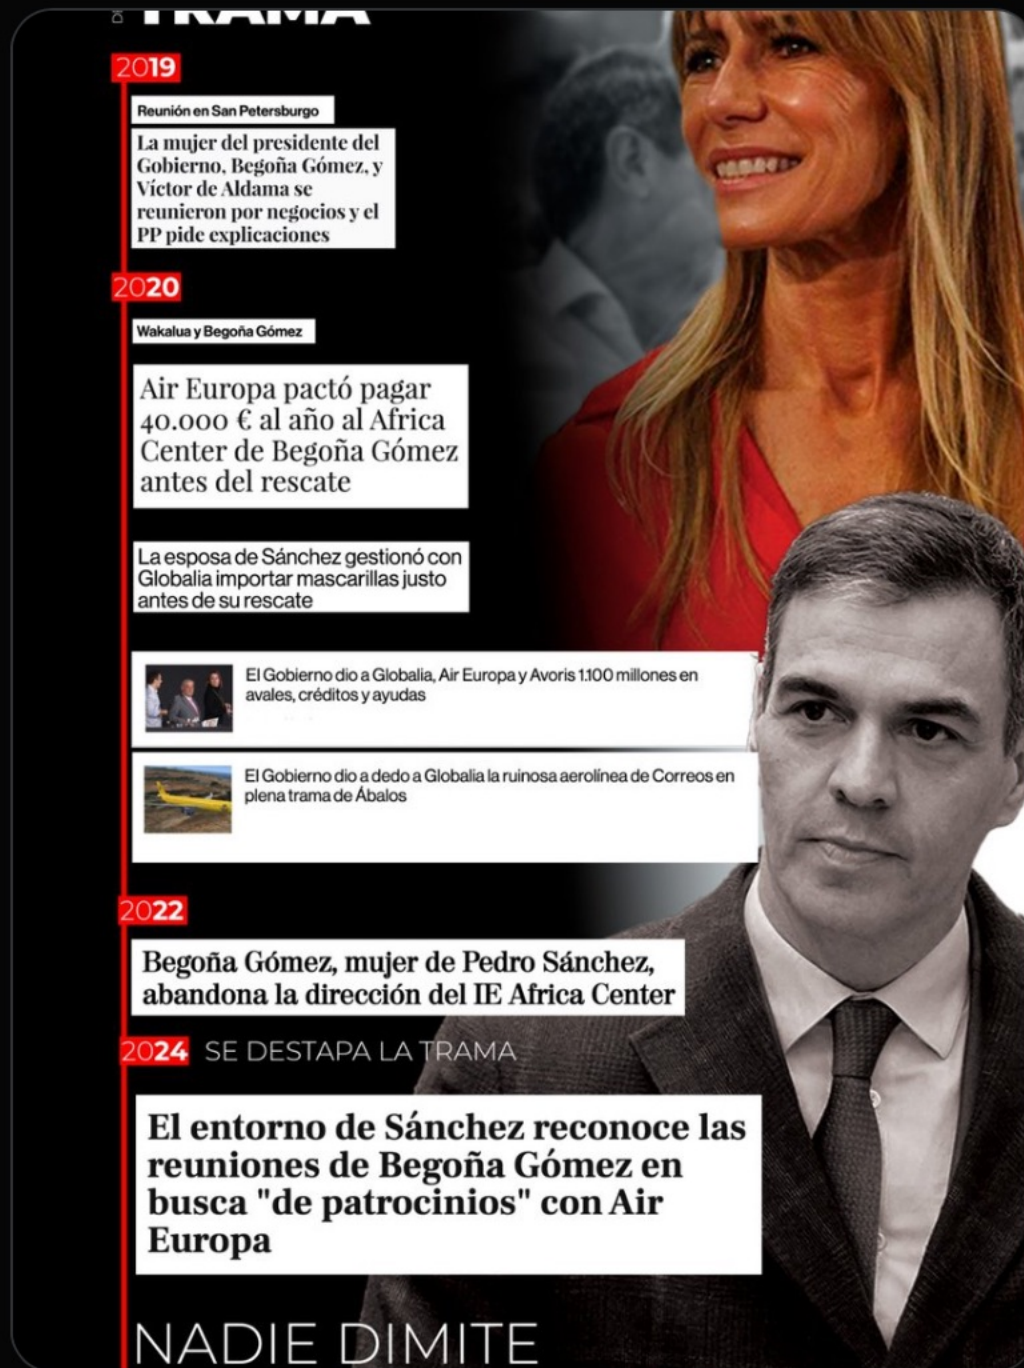 TRAMA
2019
Reunión en San Petersburgo
La mujer del presidente del
Gobierno, Begoña Gómez, y
Víctor de Aldama se
reunieron por negocios y el
PP pide explicaciones
2020
Wakalua y Begoña Gómez
Air Europa pactó pagar
40.000 € al año al Africa
Center de Begoña Gómez
antes del rescate
La esposa de Sánchez gestionó con
Globalia importar mascarillas justo
antes de su rescate
El Gobierno dio a Globalia, Air Europa y Avoris 1.100 millones en
avales, créditos y ayudas
El Gobierno dio a dedo a Globalia la ruinosa aerolínea de Correos en
plena trama de Ábalos
2022
Begoña Gómez, mujer de Pedro Sánchez,
abandona la dirección del IE Africa Center
2024 SE DESTAPA LA TRAMA
El entorno de Sánchez reconoce las
reuniones de Begoña Gómez en
busca "de patrocinios" con Air
Europa
NADIE DIMITE